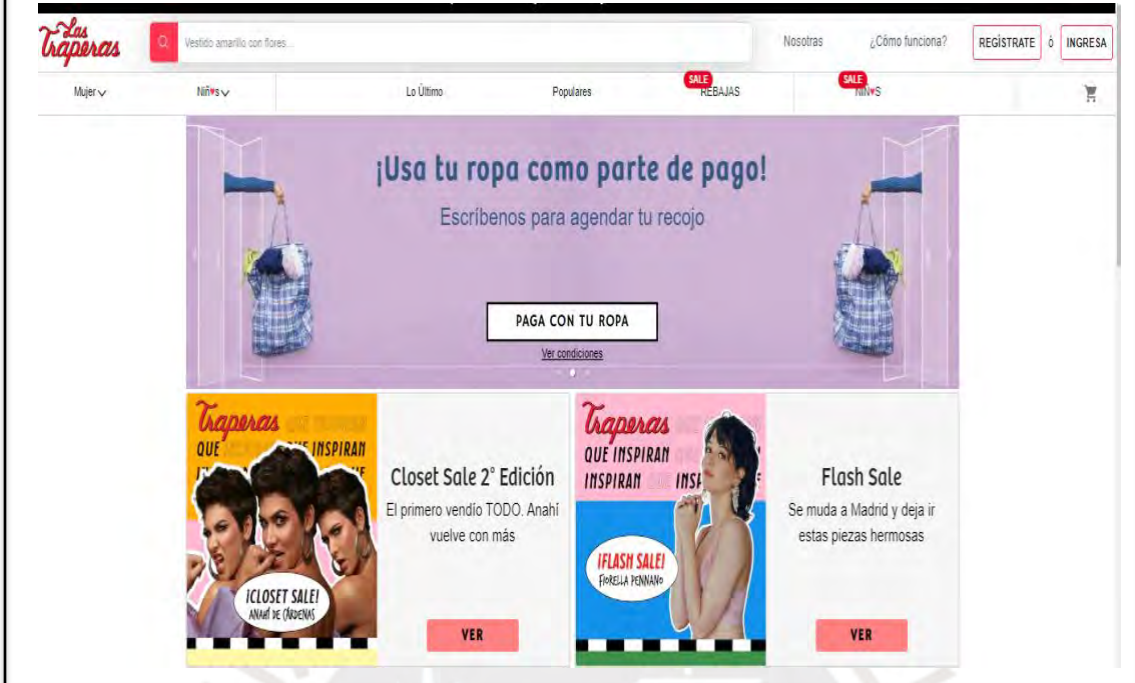 Las
Traperas
Vestido amarillo con flores...
Nosotras
¿Cómo funciona?
REGÍSTRATE
ó
INGRESA
Mujer
Niñ♥s
Lo Último
Populares
SALE
REBAJAS
SALE
NIÑ♥S
¡Usa tu ropa como parte de pago!
Escríbenos para agendar tu recojo
PAGA CON TU ROPA
Ver condiciones
Traperas
QUE INSPIRAN
¡CLOSET SALE!
ANAHÍ DE CÁRDENAS
Closet Sale 2° Edición
El primero vendío TODO. Anahí
vuelve con más
VER
Traperas
QUE INSPIRAN
INSPIRAN
¡FLASH SALE!
FIORELLA PENNANO
Flash Sale
Se muda a Madrid y deja ir
estas piezas hermosas
VER